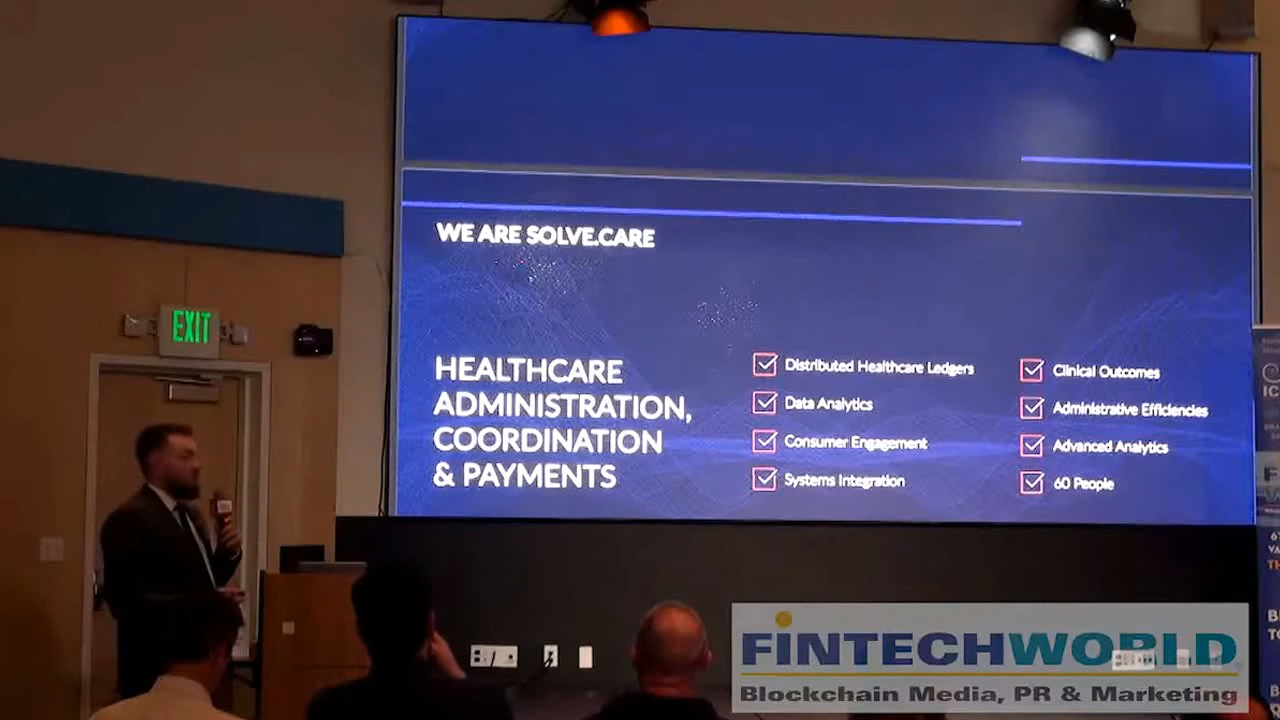 WE ARE SOLVE.CARE
EXIT
HEALTHCARE
ADMINISTRATION,
COORDINATION
& PAYMENTS
Distributed Healthcare Ledgers
Data Analytics
Consumer Engagement
Systems Integration
Clinical Outcomes
Administrative Efficiencies
Advanced Analytics
60 People
FINTECHWORLD
Blockchain Media, PR & Marketing